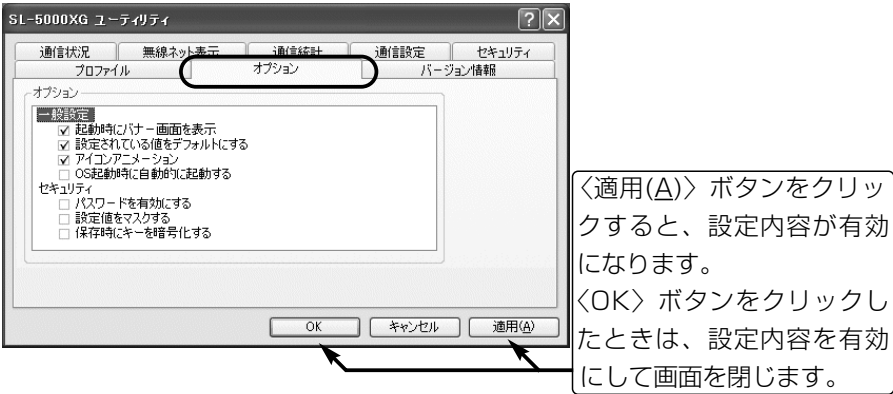 SL-5000XG ユーティリティ
通信状況 無線ネット表示 通信統計 通信設定 セキュリティ
プロファイル オプション バージョン情報
オプション
一般設定
起動時にバナー画面を表示
設定されている値をデフォルトにする
アイコンアニメーション
OS起動時に自動的に起動する
セキュリティ
パスワードを有効にする
設定値をマスクする
保存時にキーを暗号化する
OK キャンセル 適用(A)
〈適用(A)〉ボタンをクリッ
クすると、設定内容が有効
になります。
〈OK〉ボタンをクリックし
たときは、設定内容を有効
にして画面を閉じます。